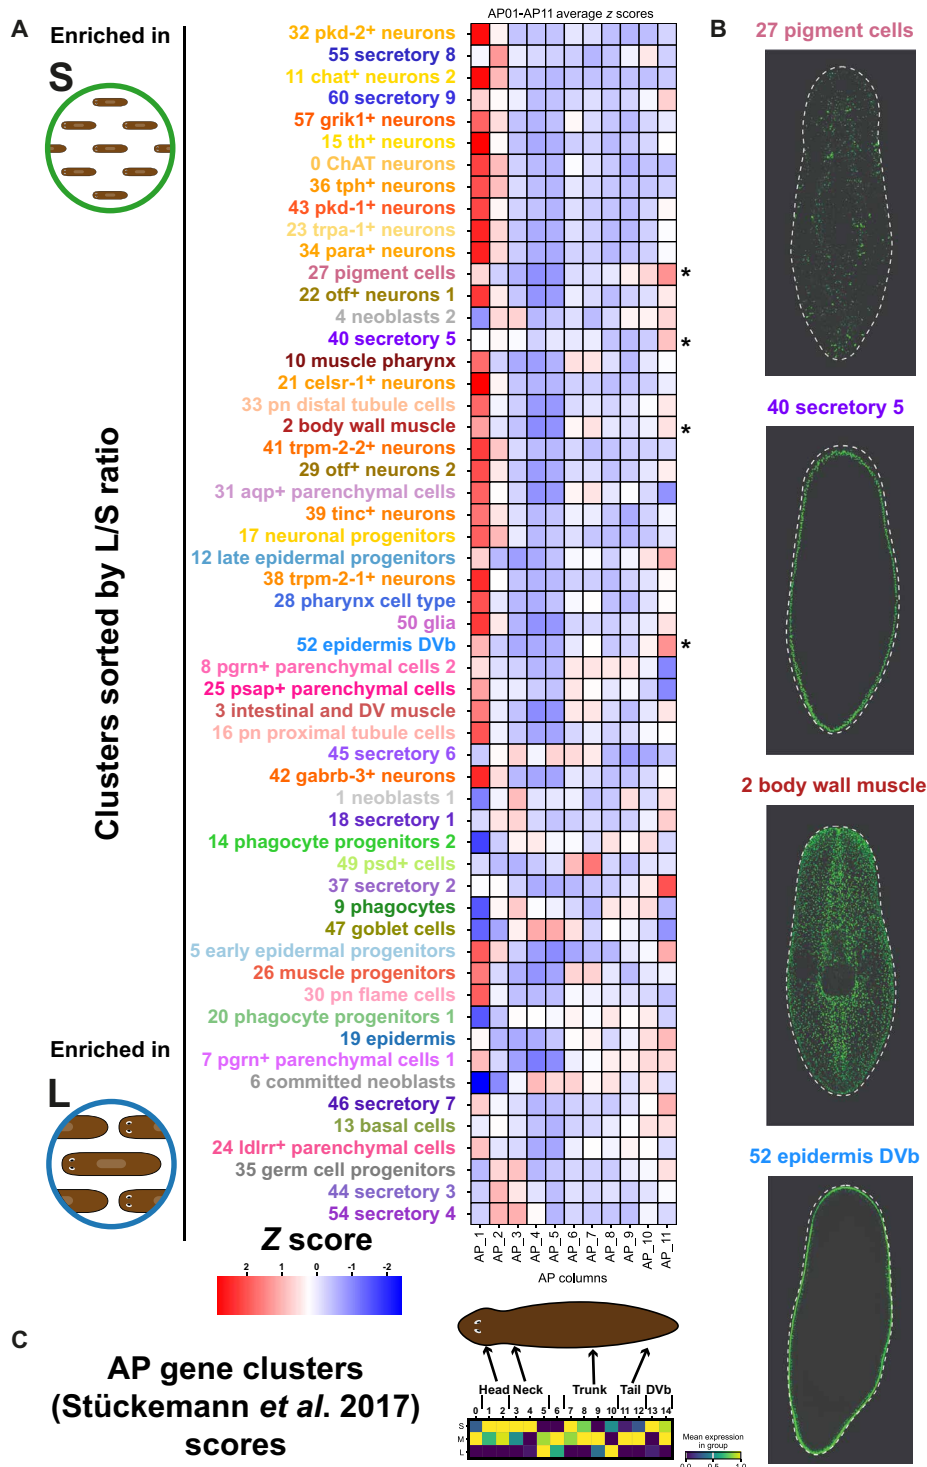 A
Enriched in
S
Clusters sorted by L/S ratio
Enriched in
L
AP01-AP11 average z scores
32 pkd-2+ neurons
55 secretory 8
11 chat+ neurons 2
60 secretory 9
57 grik1+ neurons
15 th+ neurons
0 ChAT neurons
36 tph+ neurons
43 pkd-1+ neurons
23 trpa-1+ neurons
34 para+ neurons
27 pigment cells *
22 otf+ neurons 1
4 neoblasts 2
40 secretory 5 *
10 muscle pharynx
21 celsr-1+ neurons
33 pn distal tubule cells
2 body wall muscle *
41 trpm-2-2+ neurons
29 otf+ neurons 2
31 aqp+ parenchymal cells
39 tinc+ neurons
17 neuronal progenitors
12 late epidermal progenitors
38 trpm-2-1+ neurons
28 pharynx cell type
50 glia
52 epidermis DVb *
8 pgrn+ parenchymal cells 2
25 psap+ parenchymal cells
3 intestinal and DV muscle
16 pn proximal tubule cells
45 secretory 6
42 gabrb-3+ neurons
1 neoblasts 1
18 secretory 1
14 phagocyte progenitors 2
49 psd+ cells
37 secretory 2
9 phagocytes
47 goblet cells
5 early epidermal progenitors
26 muscle progenitors
30 pn flame cells
20 phagocyte progenitors 1
19 epidermis
7 pgrn+ parenchymal cells 1
6 committed neoblasts
46 secretory 7
13 basal cells
24 ldlrr+ parenchymal cells
35 germ cell progenitors
44 secretory 3
54 secretory 4
AP_1 AP_2 AP_3 AP_4 AP_5 AP_6 AP_7 AP_8 AP_9 AP_10 AP_11
AP columns
Z score
2 1 0 -1 -2
B
27 pigment cells
40 secretory 5
2 body wall muscle
52 epidermis DVb
C
AP gene clusters
(Stückemann et al. 2017)
scores
Head Neck Trunk Tail DVb
0 1 2 3 4 5 6 7 8 9 10 11 12 13 14
S
M
L
Mean expression
in group
0.0 1.0